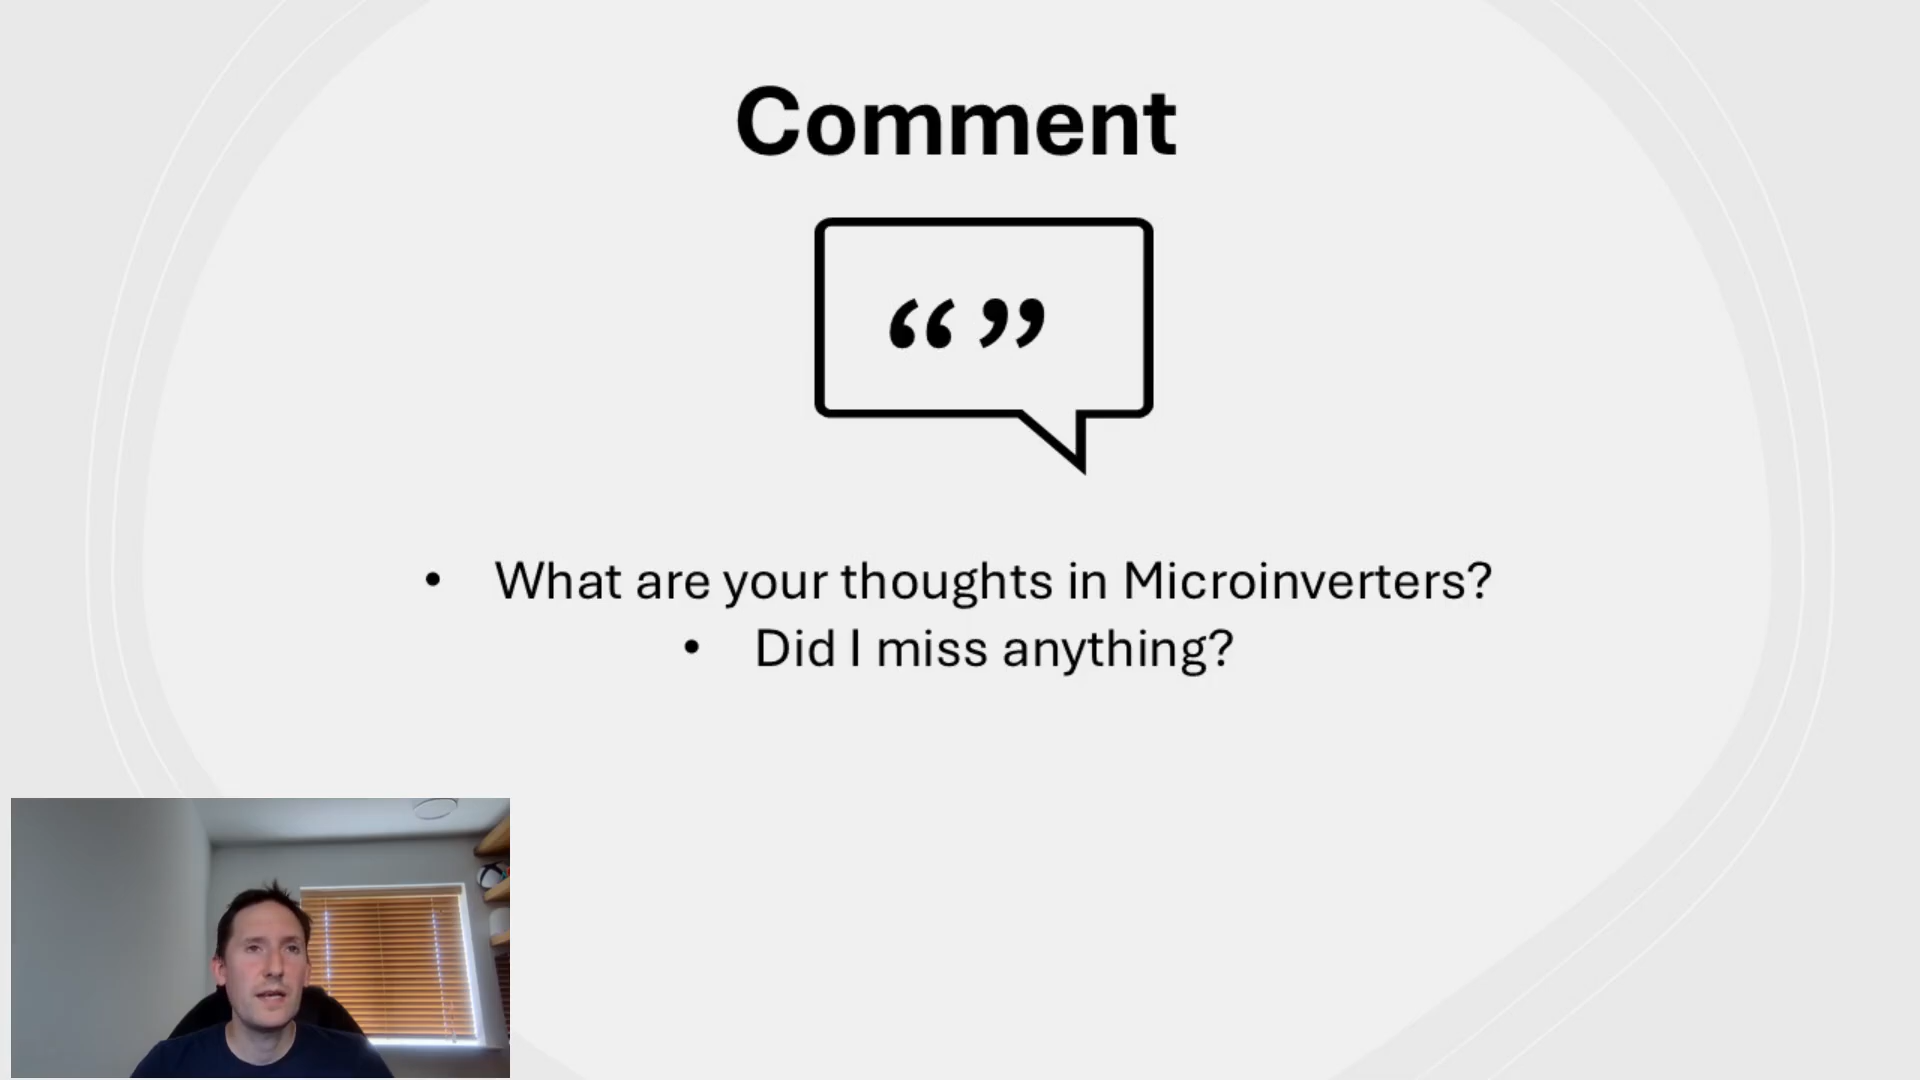 Comment
“ ”
• What are your thoughts in Microinverters?
• Did I miss anything?